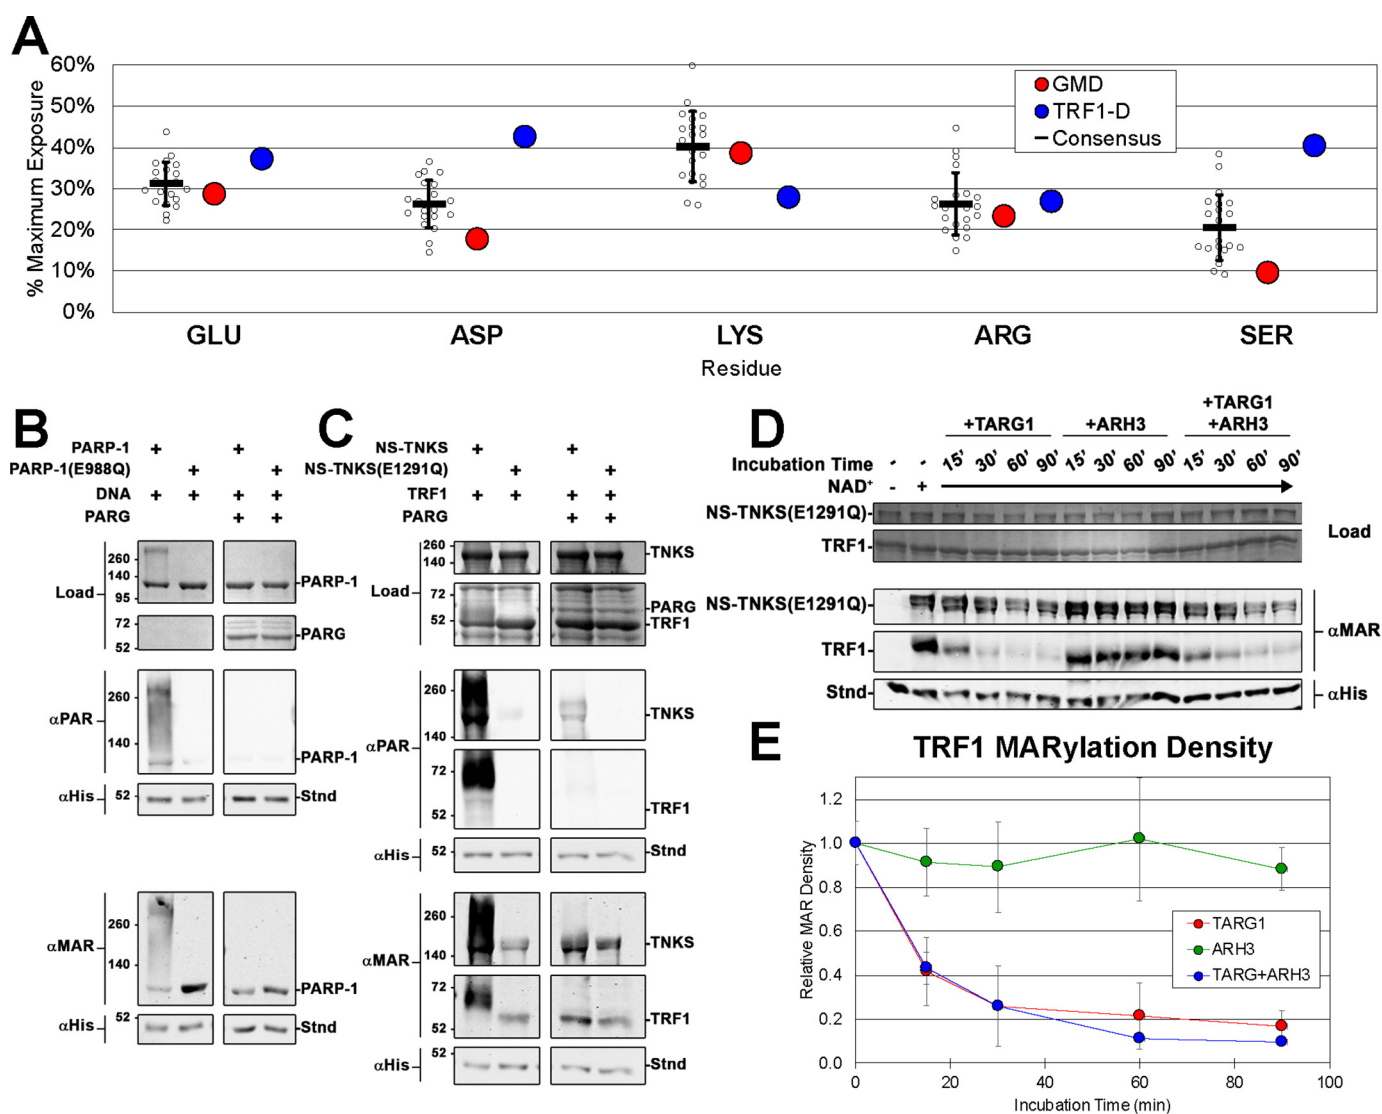 A
% Maximum Exposure
60%
50%
40%
30%
20%
10%
0%
GMD
TRF1-D
Consensus
GLU ASP LYS ARG SER
Residue
B
PARP-1 + +
PARP-1(E988Q) + +
DNA + + + +
PARG + +
Load
260
140
95
PARP-1
72
52
PARG
αPAR
260
140
PARP-1
αHis
52
Stnd
αMAR
260
140
PARP-1
αHis
52
Stnd
C
NS-TNKS + +
NS-TNKS(E1291Q) + +
TRF1 + + + +
PARG + +
Load
260
140
TNKS
72
52
PARG
TRF1
αPAR
260
140
TNKS
72
52
TRF1
αHis
52
Stnd
αMAR
260
140
TNKS
72
52
TRF1
αHis
52
Stnd
D
+TARG1 +ARH3 +TARG1
+ARH3
Incubation Time - - 15' 30' 60' 90' 15' 30' 60' 90' 15' 30' 60' 90'
NAD+ - +
NS-TNKS(E1291Q)-
TRF1-
Load
NS-TNKS(E1291Q)-
TRF1-
αMAR
Stnd-
αHis
E
TRF1 MARylation Density
Relative MAR Density
1.2
1.0
0.8
0.6
0.4
0.2
0.0
TARG1
ARH3
TARG+ARH3
0 20 40 60 80 100
Incubation Time (min)